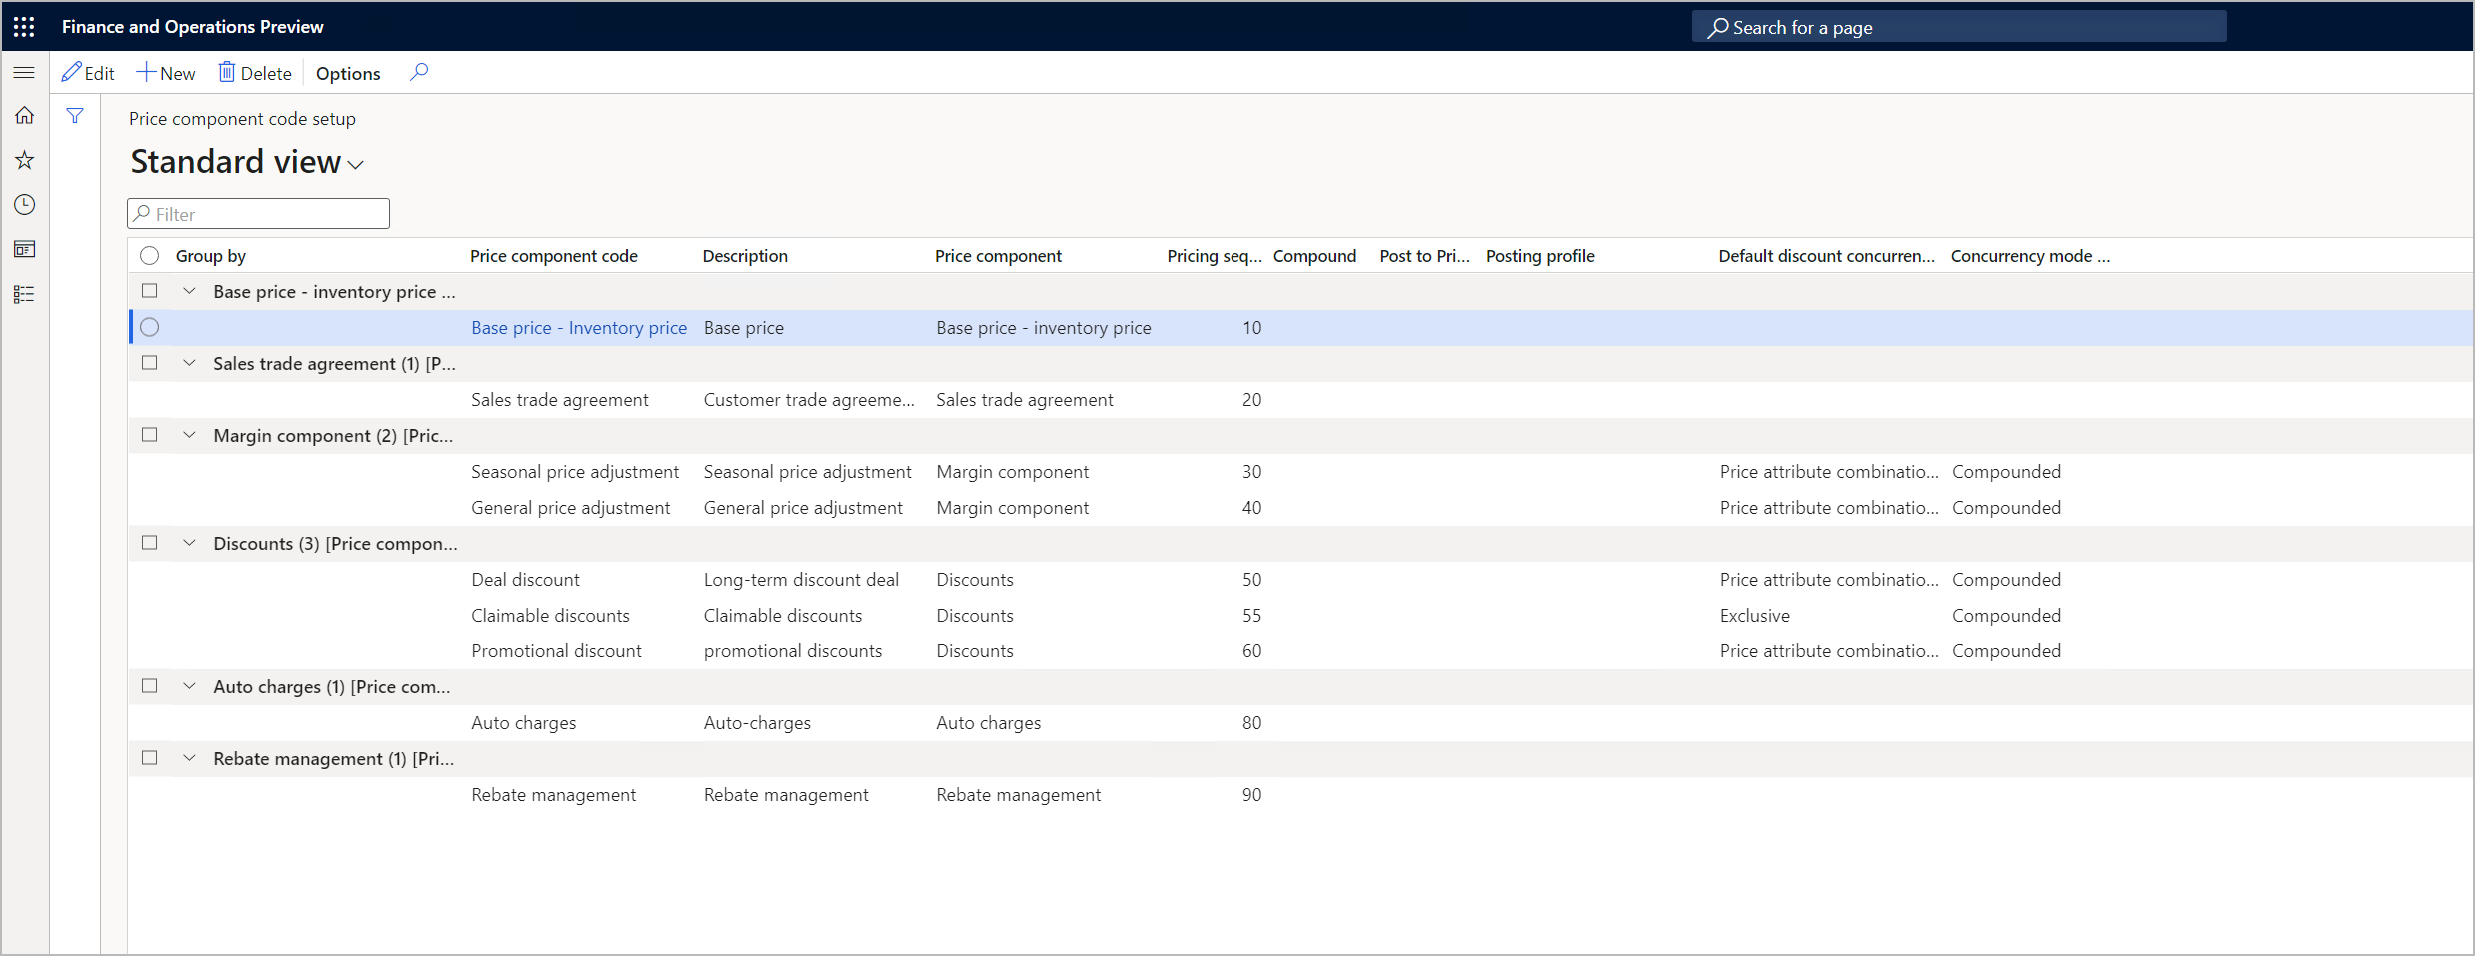 Finance and Operations Preview
Search for a page
Edit New Delete Options
Price component code setup
Standard view
Filter
Group by Price component code Description Price component Pricing seq... Compound Post to Pri... Posting profile Default discount concurren... Concurrency mode ...
Base price - inventory price ...
Base price - Inventory price Base price Base price - inventory price 10
Sales trade agreement (1) [P...
Sales trade agreement Customer trade agreeme... Sales trade agreement 20
Margin component (2) [Pric...
Seasonal price adjustment Seasonal price adjustment Margin component 30 Price attribute combinatio... Compounded
General price adjustment General price adjustment Margin component 40 Price attribute combinatio... Compounded
Discounts (3) [Price compon...
Deal discount Long-term discount deal Discounts 50 Price attribute combinatio... Compounded
Claimable discounts Claimable discounts Discounts 55 Exclusive Compounded
Promotional discount promotional discounts Discounts 60 Price attribute combinatio... Compounded
Auto charges (1) [Price com...
Auto charges Auto-charges Auto charges 80
Rebate management (1) [Pri...
Rebate management Rebate management Rebate management 90